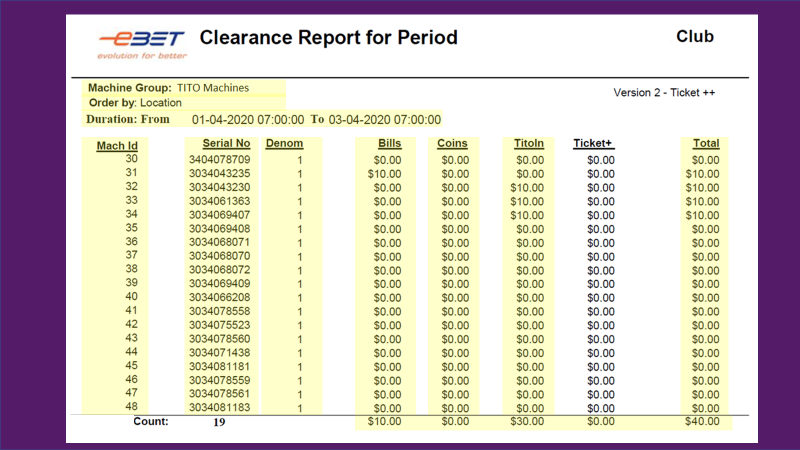 eBET
evolution for better
Clearance Report for Period
Club
Machine Group: TITO Machines
Order by: Location
Version 2 - Ticket ++
Duration: From 01-04-2020 07:00:00 To 03-04-2020 07:00:00
Mach Id Serial No Denom Bills Coins TitoIn Ticket+ Total
30 3404078709 1 $0.00 $0.00 $0.00 $0.00 $0.00
31 3034043235 1 $10.00 $0.00 $0.00 $0.00 $10.00
32 3034043230 1 $0.00 $0.00 $10.00 $0.00 $10.00
33 3034061363 1 $0.00 $0.00 $10.00 $0.00 $10.00
34 3034069407 1 $0.00 $0.00 $10.00 $0.00 $10.00
35 3034069408 1 $0.00 $0.00 $0.00 $0.00 $0.00
36 3034068071 1 $0.00 $0.00 $0.00 $0.00 $0.00
37 3034068070 1 $0.00 $0.00 $0.00 $0.00 $0.00
38 3034068072 1 $0.00 $0.00 $0.00 $0.00 $0.00
39 3034069409 1 $0.00 $0.00 $0.00 $0.00 $0.00
40 3034066208 1 $0.00 $0.00 $0.00 $0.00 $0.00
41 3034078558 1 $0.00 $0.00 $0.00 $0.00 $0.00
42 3034075523 1 $0.00 $0.00 $0.00 $0.00 $0.00
43 3034078560 1 $0.00 $0.00 $0.00 $0.00 $0.00
44 3034071438 1 $0.00 $0.00 $0.00 $0.00 $0.00
45 3034081181 1 $0.00 $0.00 $0.00 $0.00 $0.00
46 3034078559 1 $0.00 $0.00 $0.00 $0.00 $0.00
47 3034078561 1 $0.00 $0.00 $0.00 $0.00 $0.00
48 3034081183 1 $0.00 $0.00 $0.00 $0.00 $0.00
Count: 19 $10.00 $0.00 $30.00 $0.00 $40.00